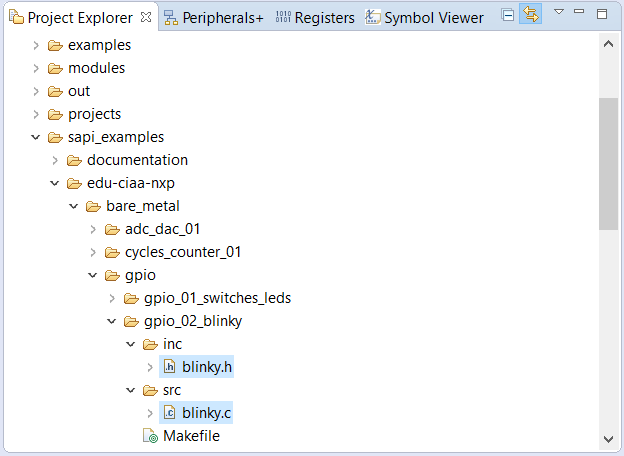 Project Explorer Peripherals+ Registers Symbol Viewer
examples
modules
out
projects
sapi_examples
documentation
edu-ciaa-nxp
bare_metal
adc_dac_01
cycles_counter_01
gpio
gpio_01_switches_leds
gpio_02_blinky
inc
blinky.h
src
blinky.c
Makefile